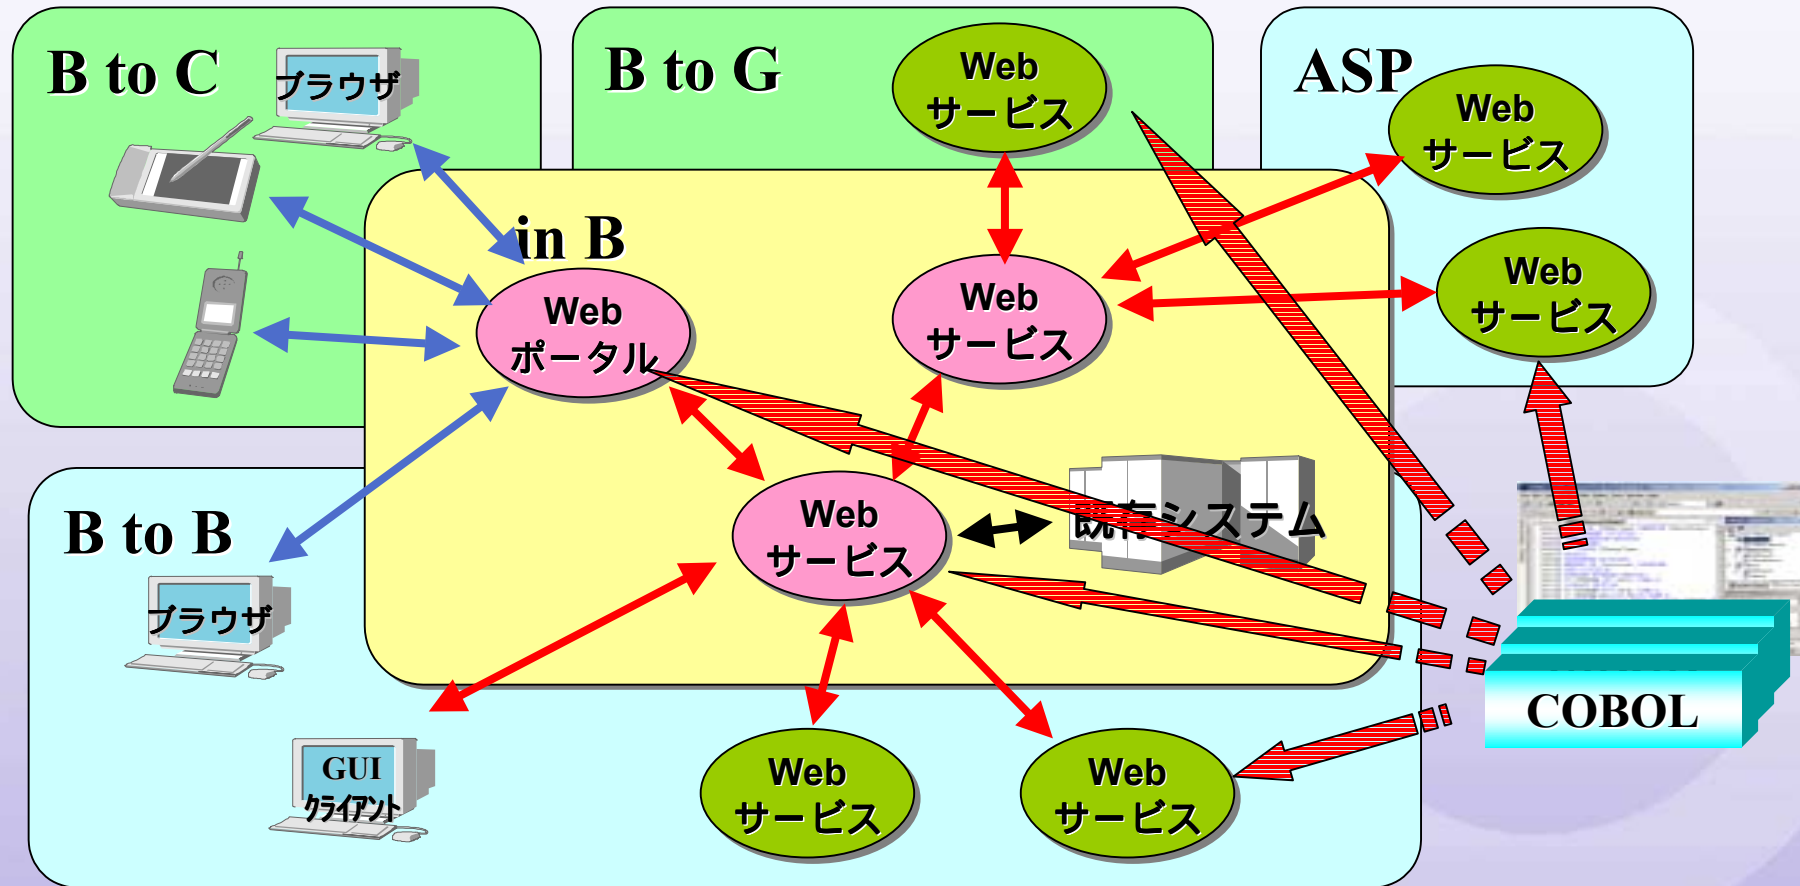 B to C
ブラウザ
B to G
Web
サービス
ASP
Web
サービス
Web
サービス
in B
Web
ポータル
Web
サービス
Web
サービス
既存システム
B to B
ブラウザ
GUI
クライアント
Web
サービス
Web
サービス
COBOL